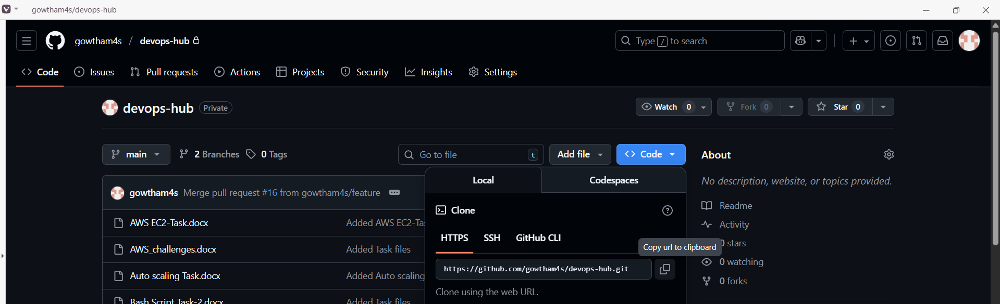 gowtham4s/devops-hub
gowtham4s / devops-hub
Type / to search
Code Issues Pull requests Actions Projects Security Insights Settings
devops-hub Private
Watch 0 Fork 0 Star 0
main 2 Branches 0 Tags
Go to file t Add file Code
About
Local Codespaces
No description, website, or topics provided.
gowtham4s Merge pull request #16 from gowtham4s/feature
Readme
Clone
AWS EC2-Task.docx Added AWS EC2-Ta
Activity
HTTPS SSH GitHub CLI
Copy url to clipboard
0 stars
AWS_challenges.docx Added Task files
0 watching
https://github.com/gowtham4s/devops-hub.git
Auto scaling Task.docx Added Auto scaling
0 forks
Clone using the web URL.
Bash Script Task-2.docx Added Task files